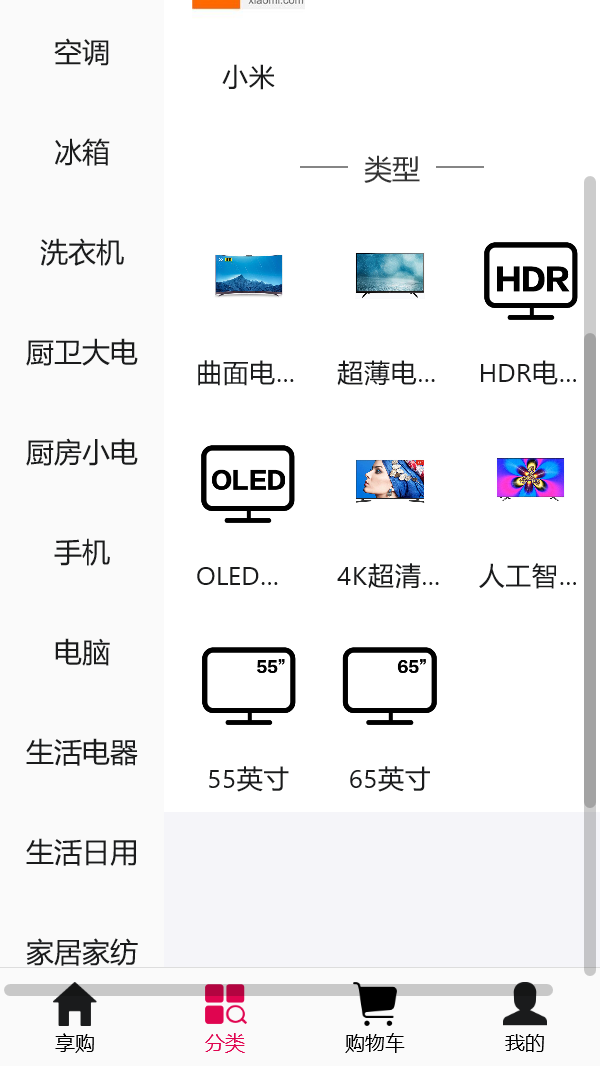 空调
冰箱
洗衣机
厨卫大电
厨房小电
手机
电脑
生活电器
生活日用
家居家纺
xiaomi.com
小米
类型
HDR
曲面电...
超薄电...
HDR电...
OLED
OLED...
4K超清...
人工智...
55”
65”
55英寸
65英寸
享购
分类
购物车
我的